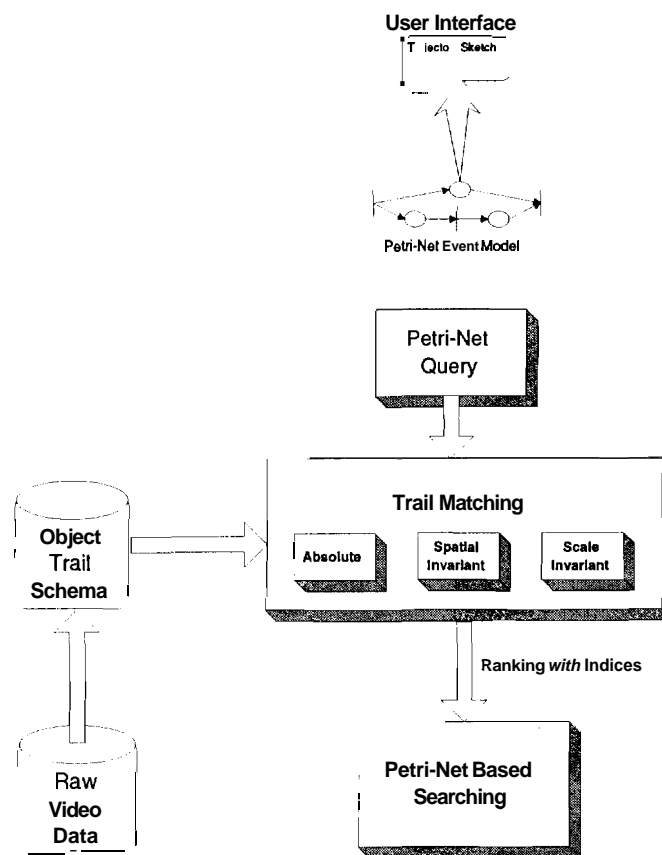 User Interface
Sketch
Petri-Net Event Model
Petri-Net
Query
Trail Matching
Absolute
Spatial
Invariant
Scale
Invariant
Object
Trail
Schema
Ranking with Indices
Raw
Video
Data
Petri-Net Based
Searching